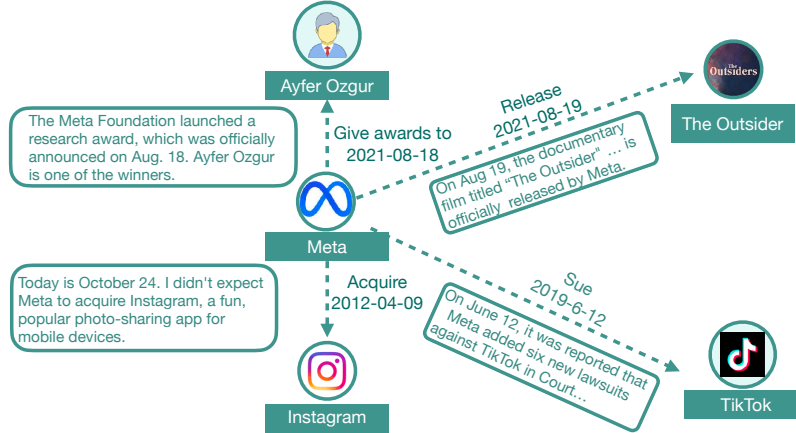 The
Outsiders
Ayfer Ozgur
The Outsider
Release
2021-08-19
The Meta Foundation launched a
research award, which was officially
announced on Aug. 18. Ayfer Ozgur
is one of the winners.
Give awards to
2021-08-18
On Aug 19, the documentary
film titled “The Outsider" … is
officially released by Meta.
Meta
Today is October 24. I didn't expect
Meta to acquire Instagram, a fun,
popular photo-sharing app for
mobile devices.
Acquire
2012-04-09
Sue
2019-6-12
On June 12, it was reported that
Meta added six new lawsuits
against TikTok in Court…
Instagram
TikTok